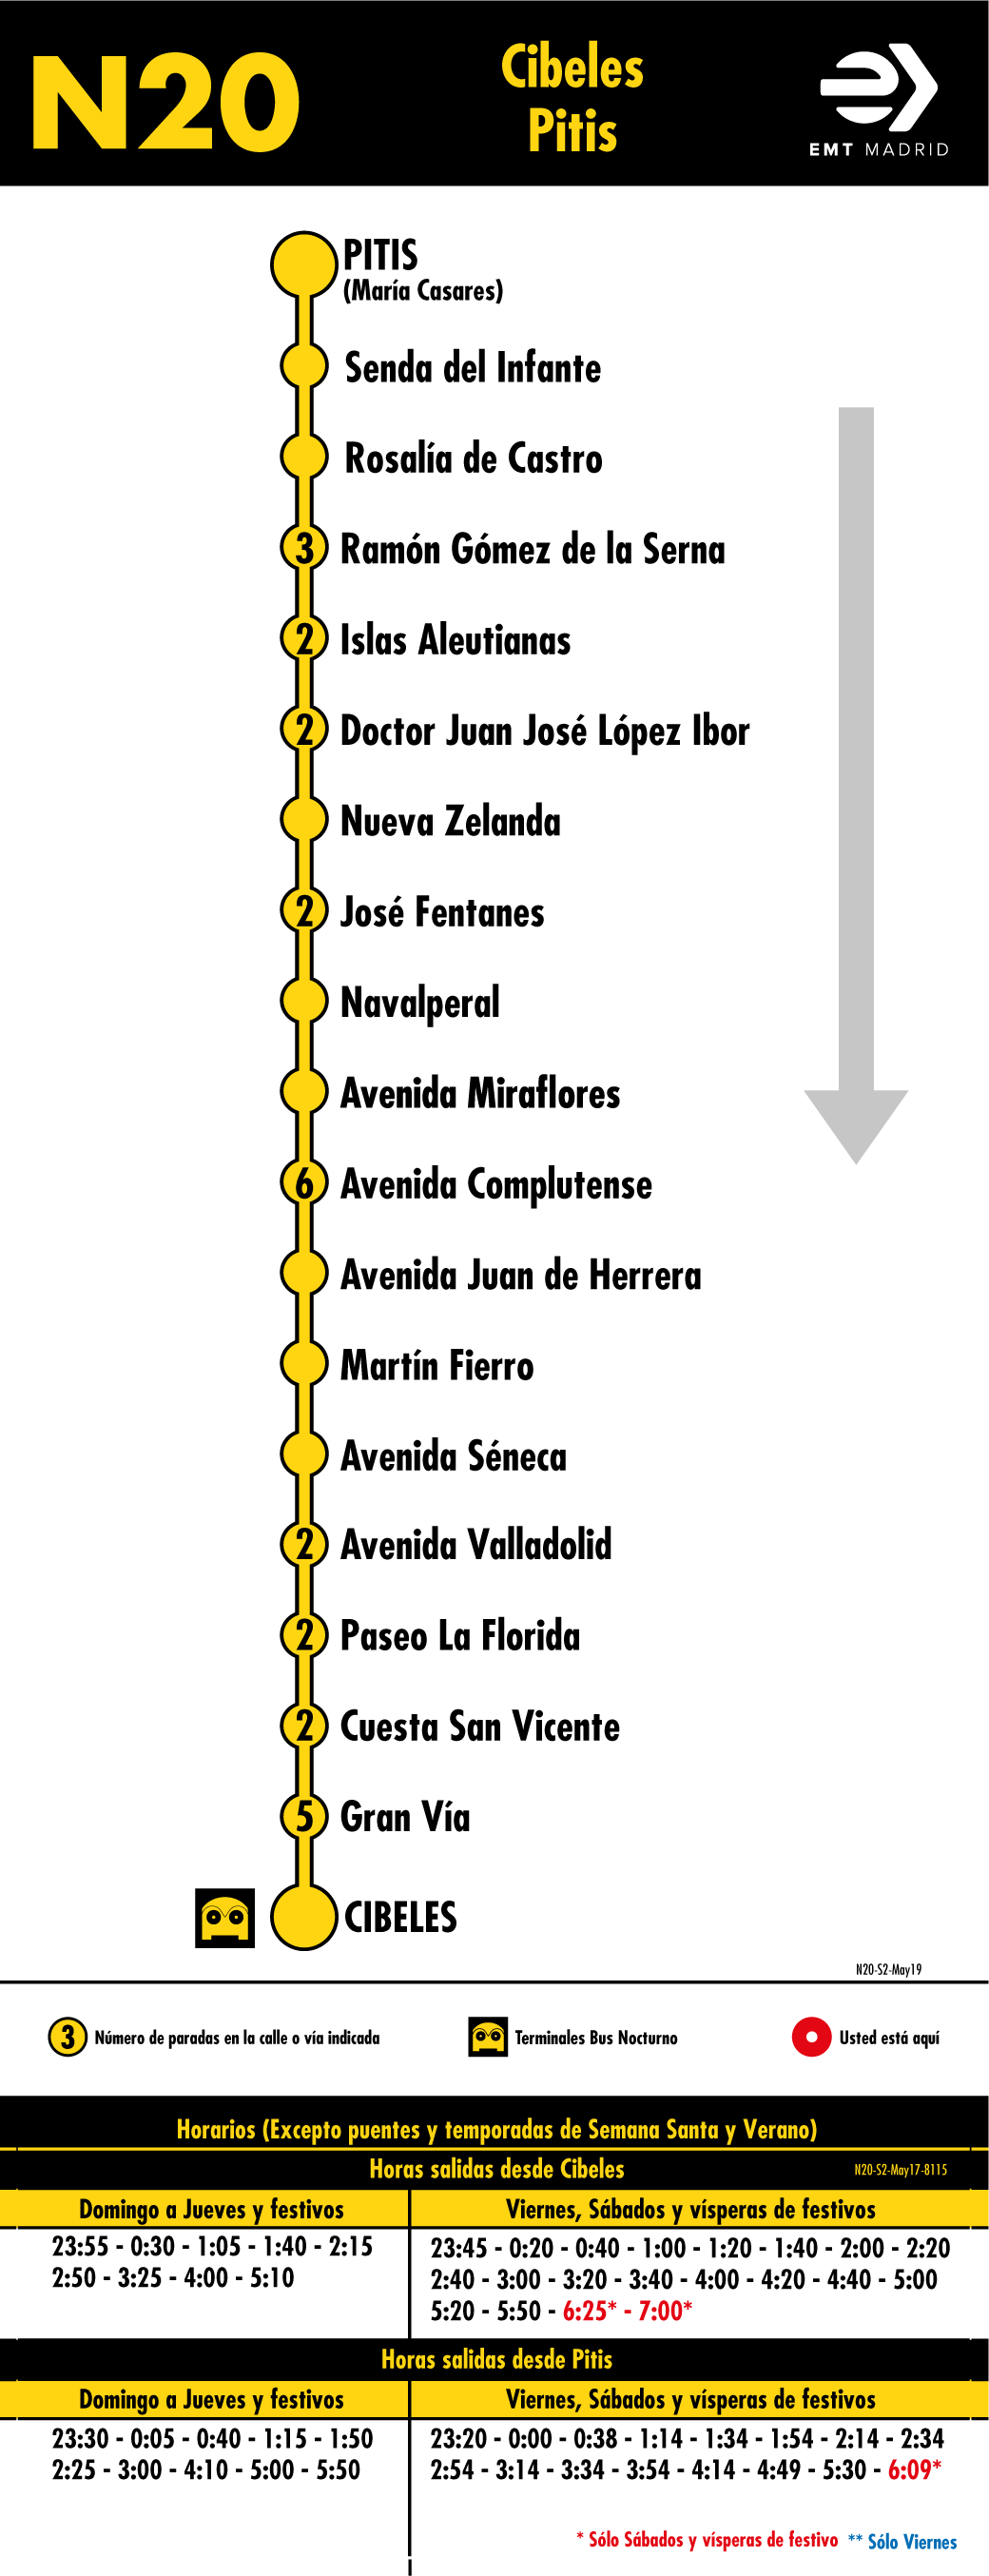 N20
Cibeles
Pitis
EMT MADRID
PITIS
(María Casares)
Senda del Infante
Rosalía de Castro
3 Ramón Gómez de la Serna
2 Islas Aleutianas
2 Doctor Juan José López Ibor
Nueva Zelanda
2 José Fentanes
Navalperal
Avenida Miraflores
6 Avenida Complutense
Avenida Juan de Herrera
Martín Fierro
Avenida Séneca
2 Avenida Valladolid
2 Paseo La Florida
2 Cuesta San Vicente
5 Gran Vía
CIBELES
N20-S2-May19
3 Número de paradas en la calle o vía indicada
Terminales Bus Nocturno
Usted está aquí
Horarios (Excepto puentes y temporadas de Semana Santa y Verano)
Horas salidas desde Cibeles
N20-S2-May17-8115
Domingo a Jueves y festivos
23:55 - 0:30 - 1:05 - 1:40 - 2:15
2:50 - 3:25 - 4:00 - 5:10
Viernes, Sábados y vísperas de festivos
23:45 - 0:20 - 0:40 - 1:00 - 1:20 - 1:40 - 2:00 - 2:20
2:40 - 3:00 - 3:20 - 3:40 - 4:00 - 4:20 - 4:40 - 5:00
5:20 - 5:50 - 6:25* - 7:00*
Horas salidas desde Pitis
Domingo a Jueves y festivos
23:30 - 0:05 - 0:40 - 1:15 - 1:50
2:25 - 3:00 - 4:10 - 5:00 - 5:50
Viernes, Sábados y vísperas de festivos
23:20 - 0:00 - 0:38 - 1:14 - 1:34 - 1:54 - 2:14 - 2:34
2:54 - 3:14 - 3:34 - 3:54 - 4:14 - 4:49 - 5:30 - 6:09*
* Sólo Sábados y vísperas de festivo ** Sólo Viernes